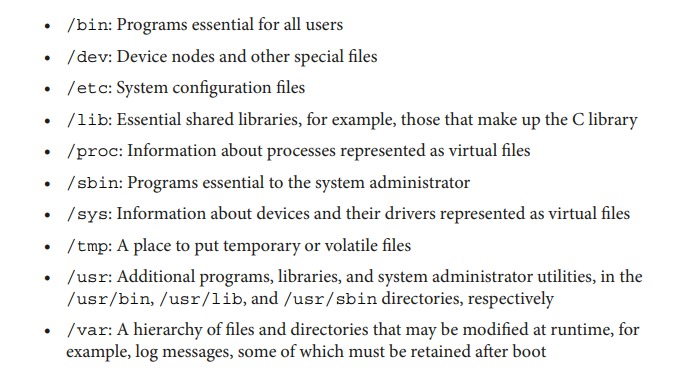 • /bin: Programs essential for all users
• /dev: Device nodes and other special files
• /etc: System configuration files
• /lib: Essential shared libraries, for example, those that make up the C library
• /proc: Information about processes represented as virtual files
• /sbin: Programs essential to the system administrator
• /sys: Information about devices and their drivers represented as virtual files
• /tmp: A place to put temporary or volatile files
• /usr: Additional programs, libraries, and system administrator utilities, in the
/usr/bin, /usr/lib, and /usr/sbin directories, respectively
• /var: A hierarchy of files and directories that may be modified at runtime, for
example, log messages, some of which must be retained after boot